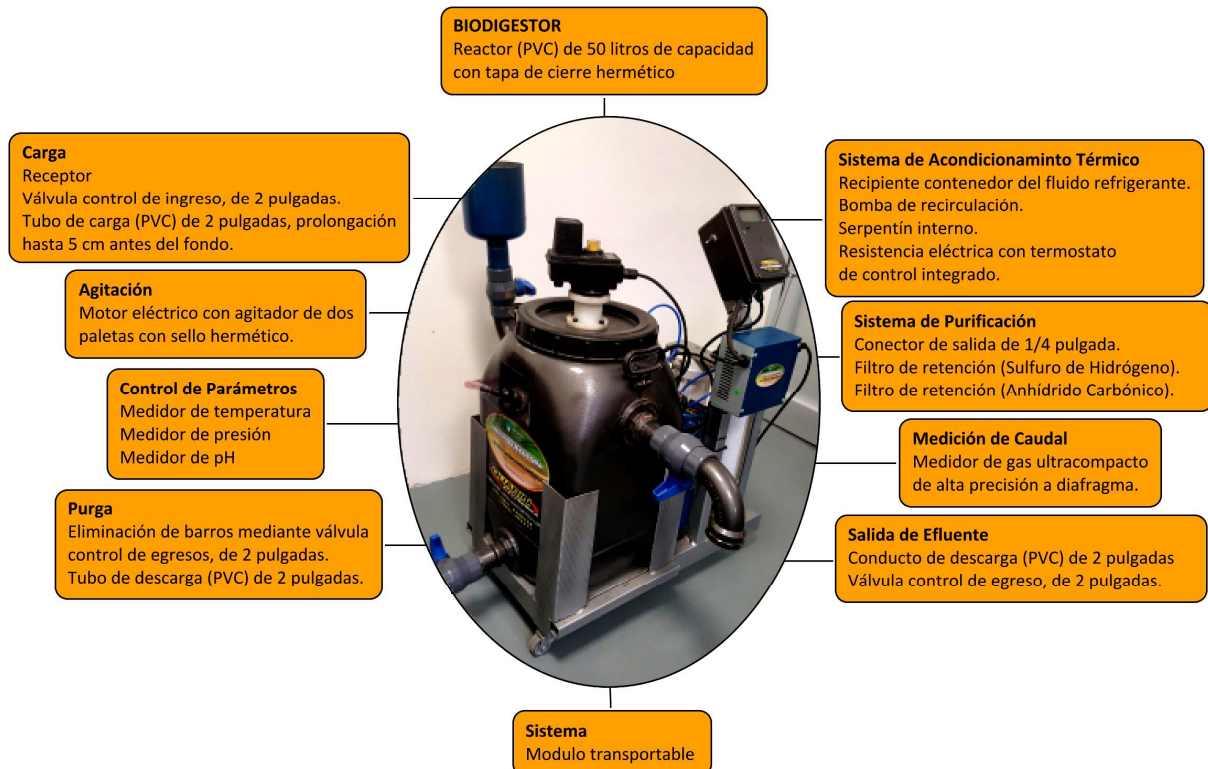 BIODIGESTOR
Reactor (PVC) de 50 litros de capacidad
con tapa de cierre hermético
Carga
Receptor
Válvula control de ingreso, de 2 pulgadas.
Tubo de carga (PVC) de 2 pulgadas, prolongación
hasta 5 cm antes del fondo.
Agitación
Motor eléctrico con agitador de dos
paletas con sello hermético.
Control de Parámetros
Medidor de temperatura
Medidor de presión
Medidor de pH
Purga
Eliminación de barros mediante válvula
control de egresos, de 2 pulgadas.
Tubo de descarga (PVC) de 2 pulgadas.
Sistema de Acondicionaminto Térmico
Recipiente contenedor del fluido refrigerante.
Bomba de recirculación.
Serpentín interno.
Resistencia eléctrica con termostato
de control integrado.
Sistema de Purificación
Conector de salida de 1/4 pulgada.
Filtro de retención (Sulfuro de Hidrógeno).
Filtro de retención (Anhídrido Carbónico).
Medición de Caudal
Medidor de gas ultracompacto
de alta precisión a diafragma.
Salida de Efluente
Conducto de descarga (PVC) de 2 pulgadas
Válvula control de egreso, de 2 pulgadas.
Sistema
Modulo transportable